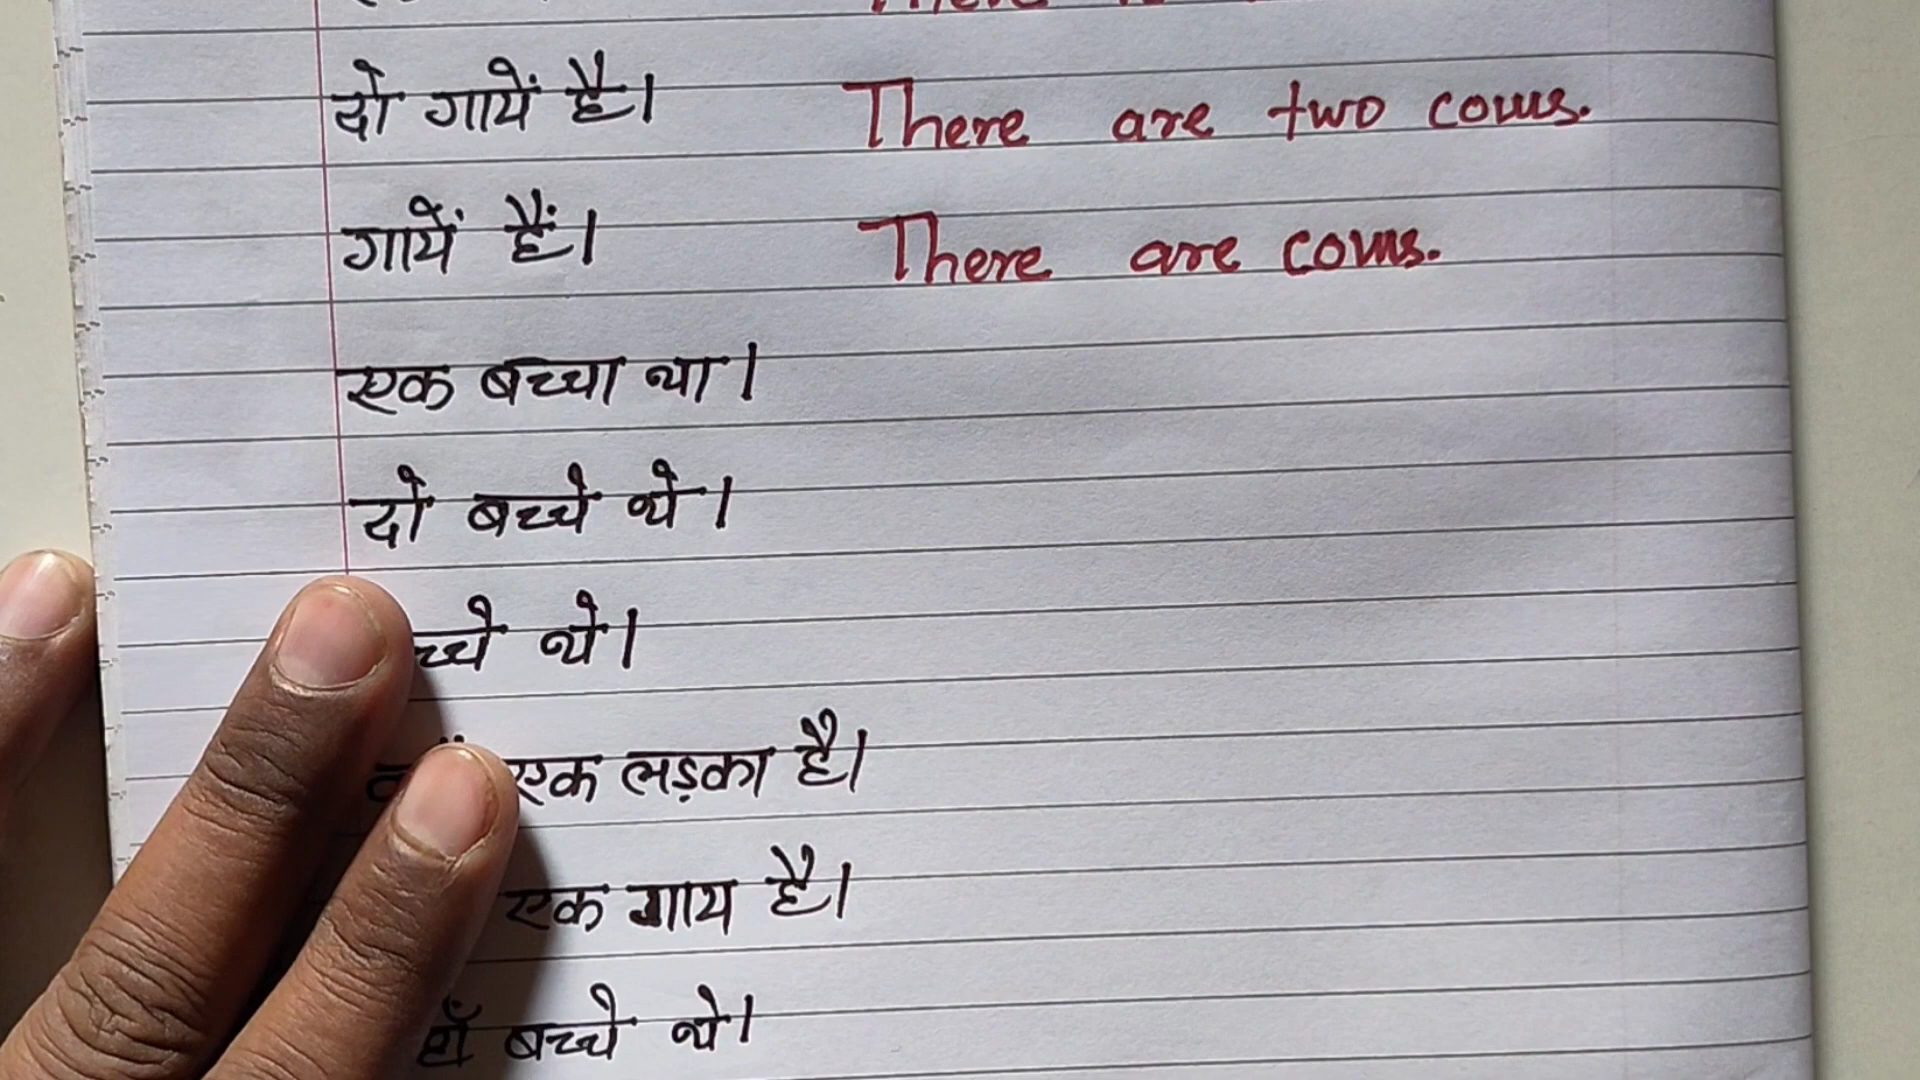 दो गायें है। There are two cows.
गायें हैं। There are cows.
एक बच्चा था।
दो बच्चे थे।
थे।
एक लड़का है।
एक गाय है।
बच्चे थे।